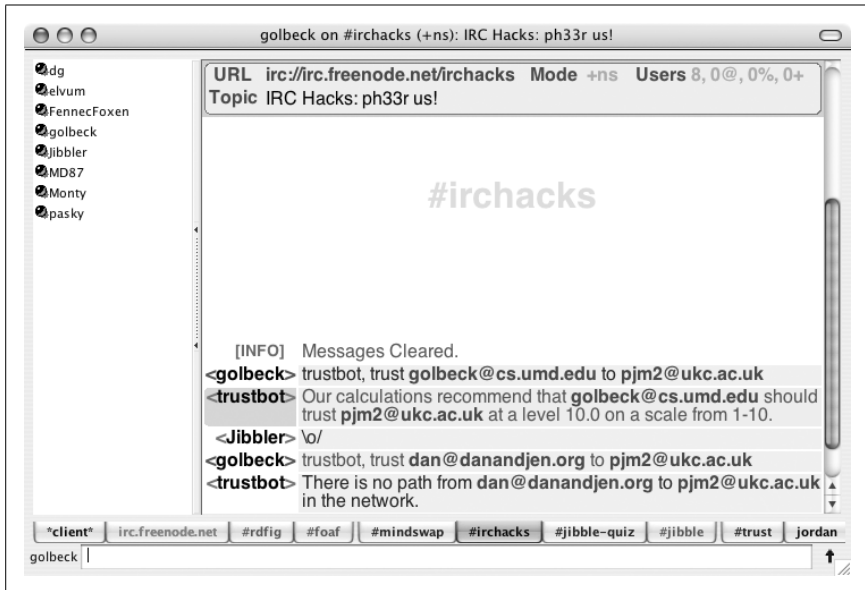 golbeck on #irchacks (+ns): IRC Hacks: ph33r us!
dg
elvum
FennecFoxen
golbeck
Jibbler
MD87
Monty
pasky
URL irc://irc.freenode.net/irchacks Mode +ns Users 8, 0@, 0%, 0+
Topic IRC Hacks: ph33r us!
#irchacks
[INFO] Messages Cleared.
<golbeck> trustbot, trust golbeck@cs.umd.edu to pjm2@ukc.ac.uk
<trustbot> Our calculations recommend that golbeck@cs.umd.edu should
trust pjm2@ukc.ac.uk at a level 10.0 on a scale from 1-10.
<Jibbler> \o/
<golbeck> trustbot, trust dan@danandjen.org to pjm2@ukc.ac.uk
<trustbot> There is no path from dan@danandjen.org to pjm2@ukc.ac.uk
in the network.
*client* irc.freenode.net #rdfig #foaf #mindswap #irchacks #jibble-quiz #jibble #trust jordan
golbeck